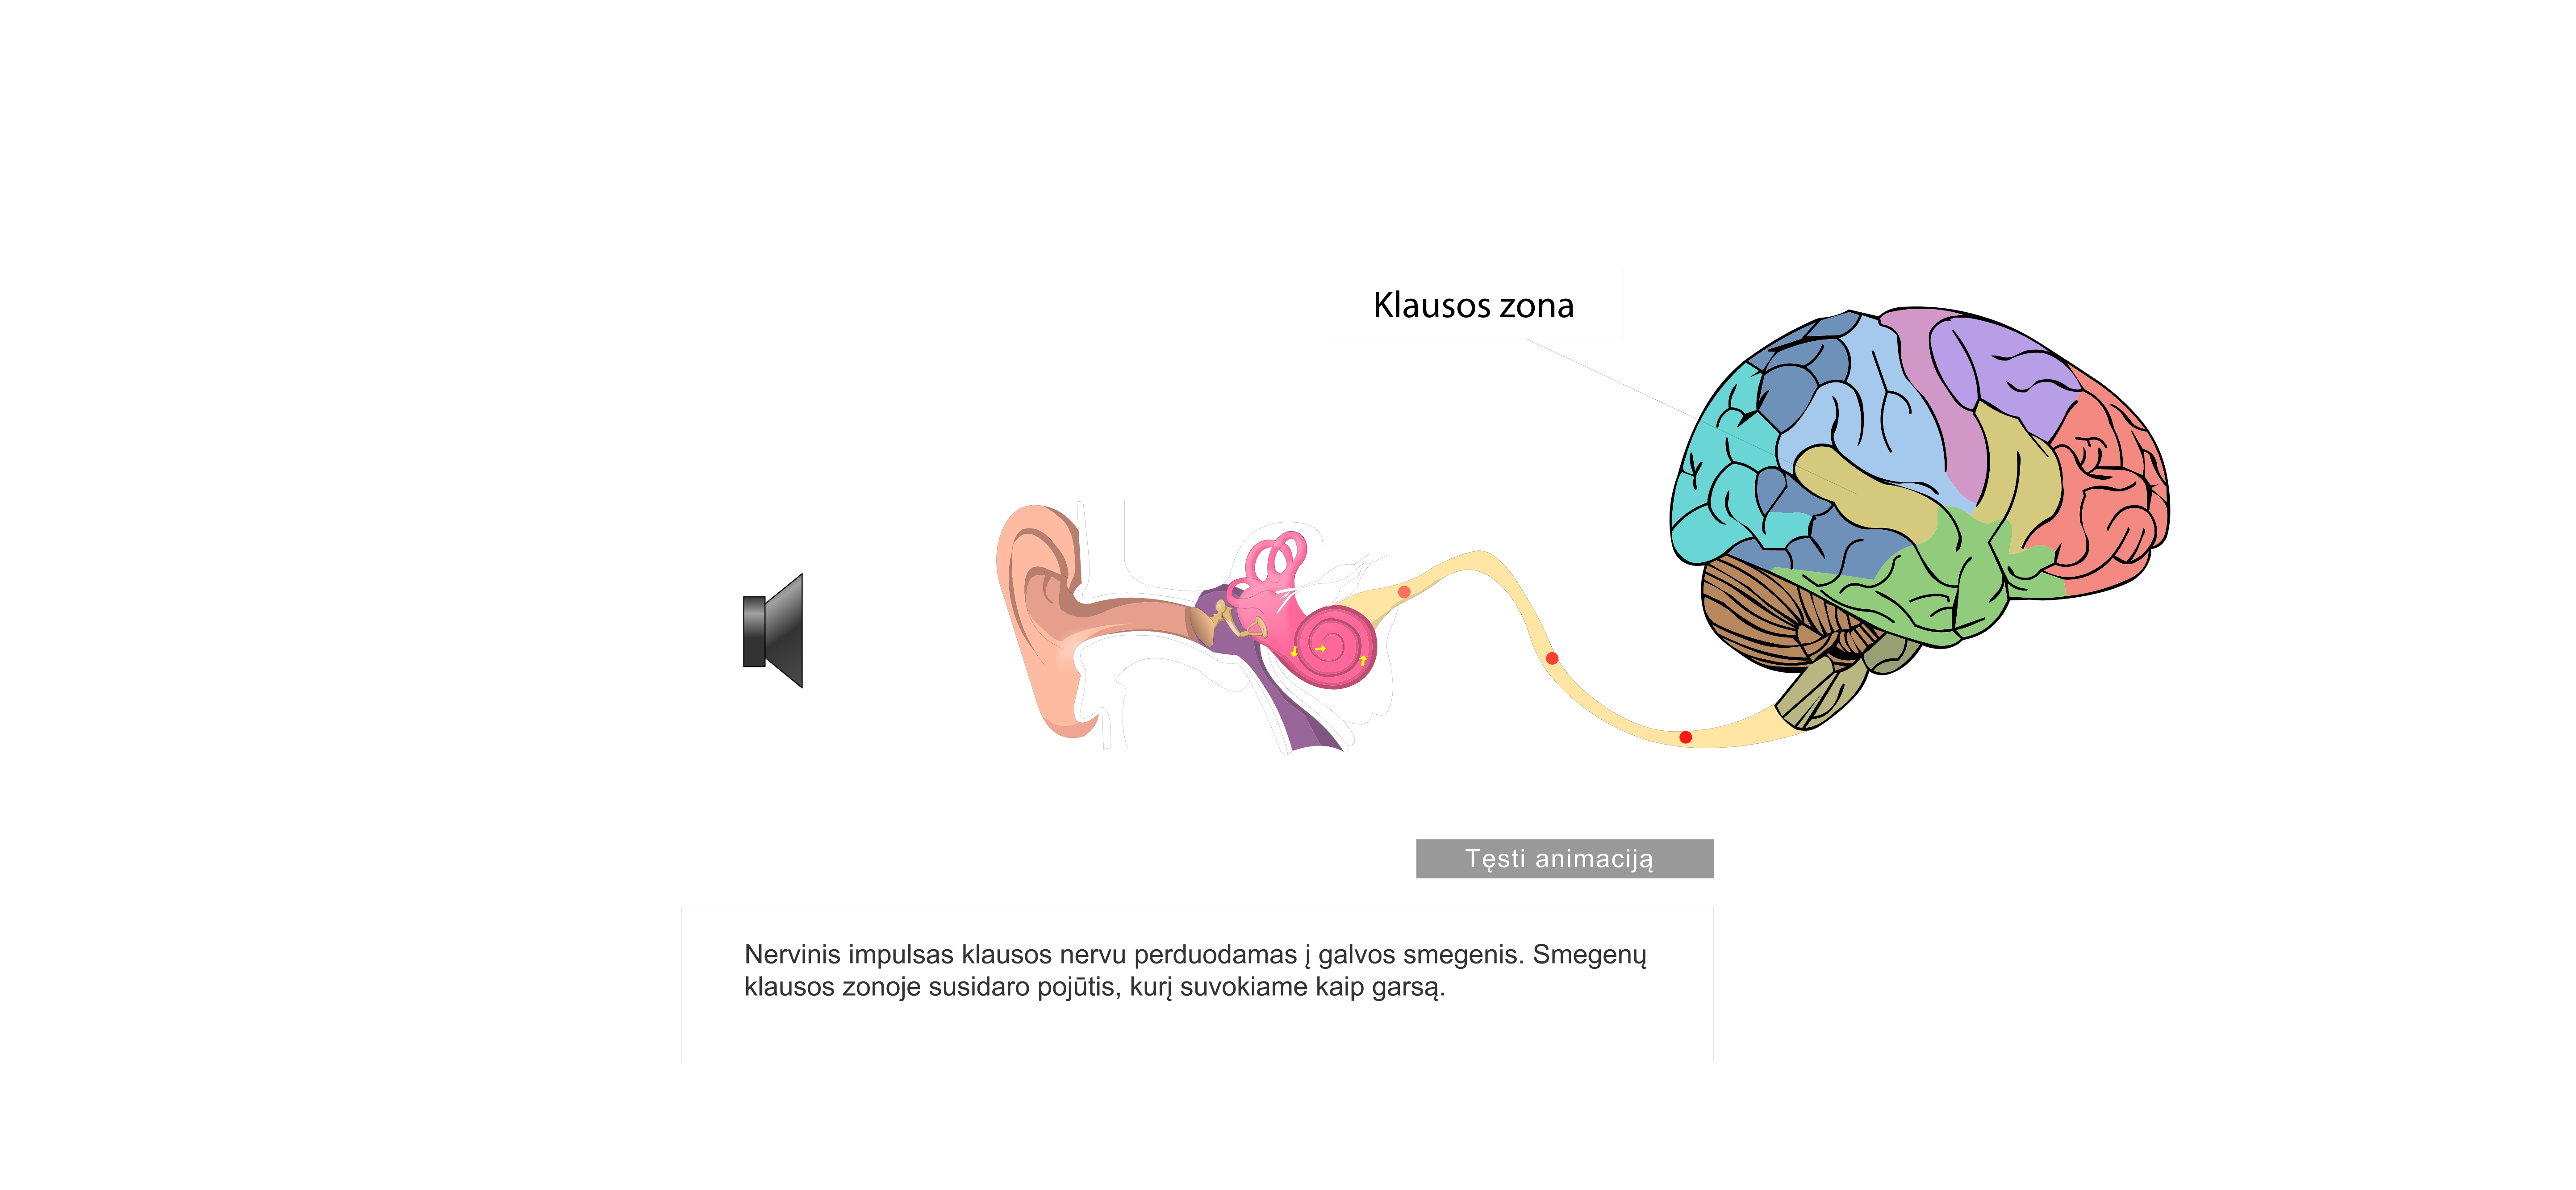 Klausos zona
Tęsti animaciją
Nervinis impulsas klausos nervu perduodamas į galvos smegenis. Smegenų
klausos zonoje susidaro pojūtis, kurį suvokiame kaip garsą.